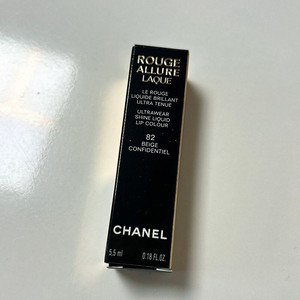 ROUGE
ALLURE
LAQUE
LE ROUGE
LIQUIDE BRILLANT
ULTRA TENUE
ULTRAWEAR
SHINE LIQUID
LIP COLOUR
82
BEIGE
CONFIDENTIEL
CHANEL
5.5 ml 0.18 FL.OZ.